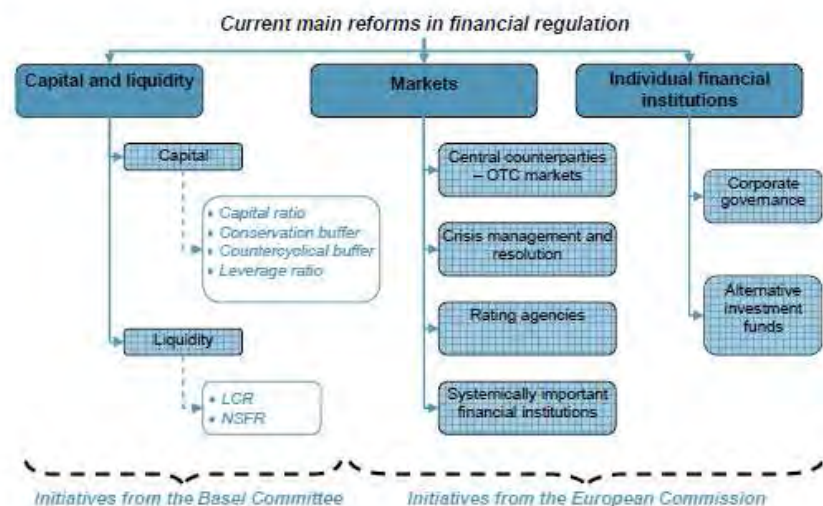 Current main reforms in financial regulation
Capital and liquidity
Markets
Individual financial
institutions
Capital
• Capital ratio
• Conservation buffer
• Countercyclical buffer
• Leverage ratio
Liquidity
• LCR
• NSFR
Central counterparties
– OTC markets
Crisis management and
resolution
Rating agencies
Systemically important
financial institutions
Corporate
governance
Alternative
investment
funds
Initiatives from the Basel Committee
Initiatives from the European Commission